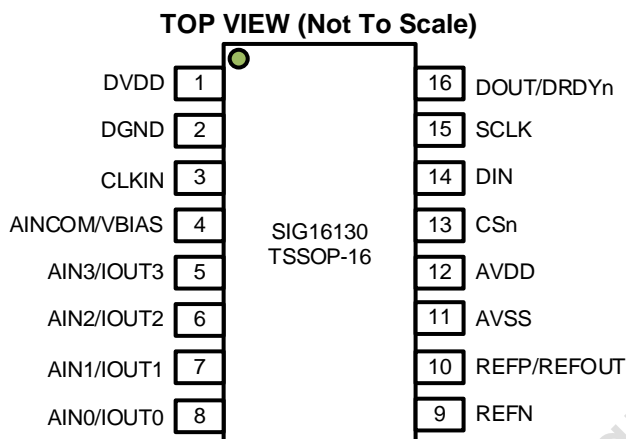 TOP VIEW (Not To Scale)
DVDD 1 16 DOUT/DRDYn
DGND 2 15 SCLK
CLKIN 3 14 DIN
AINCOM/VBIAS 4 13 CSn
SIG16130
TSSOP-16
AIN3/IOUT3 5 12 AVDD
AIN2/IOUT2 6 11 AVSS
AIN1/IOUT1 7 10 REFP/REFOUT
AIN0/IOUT0 8 9 REFN